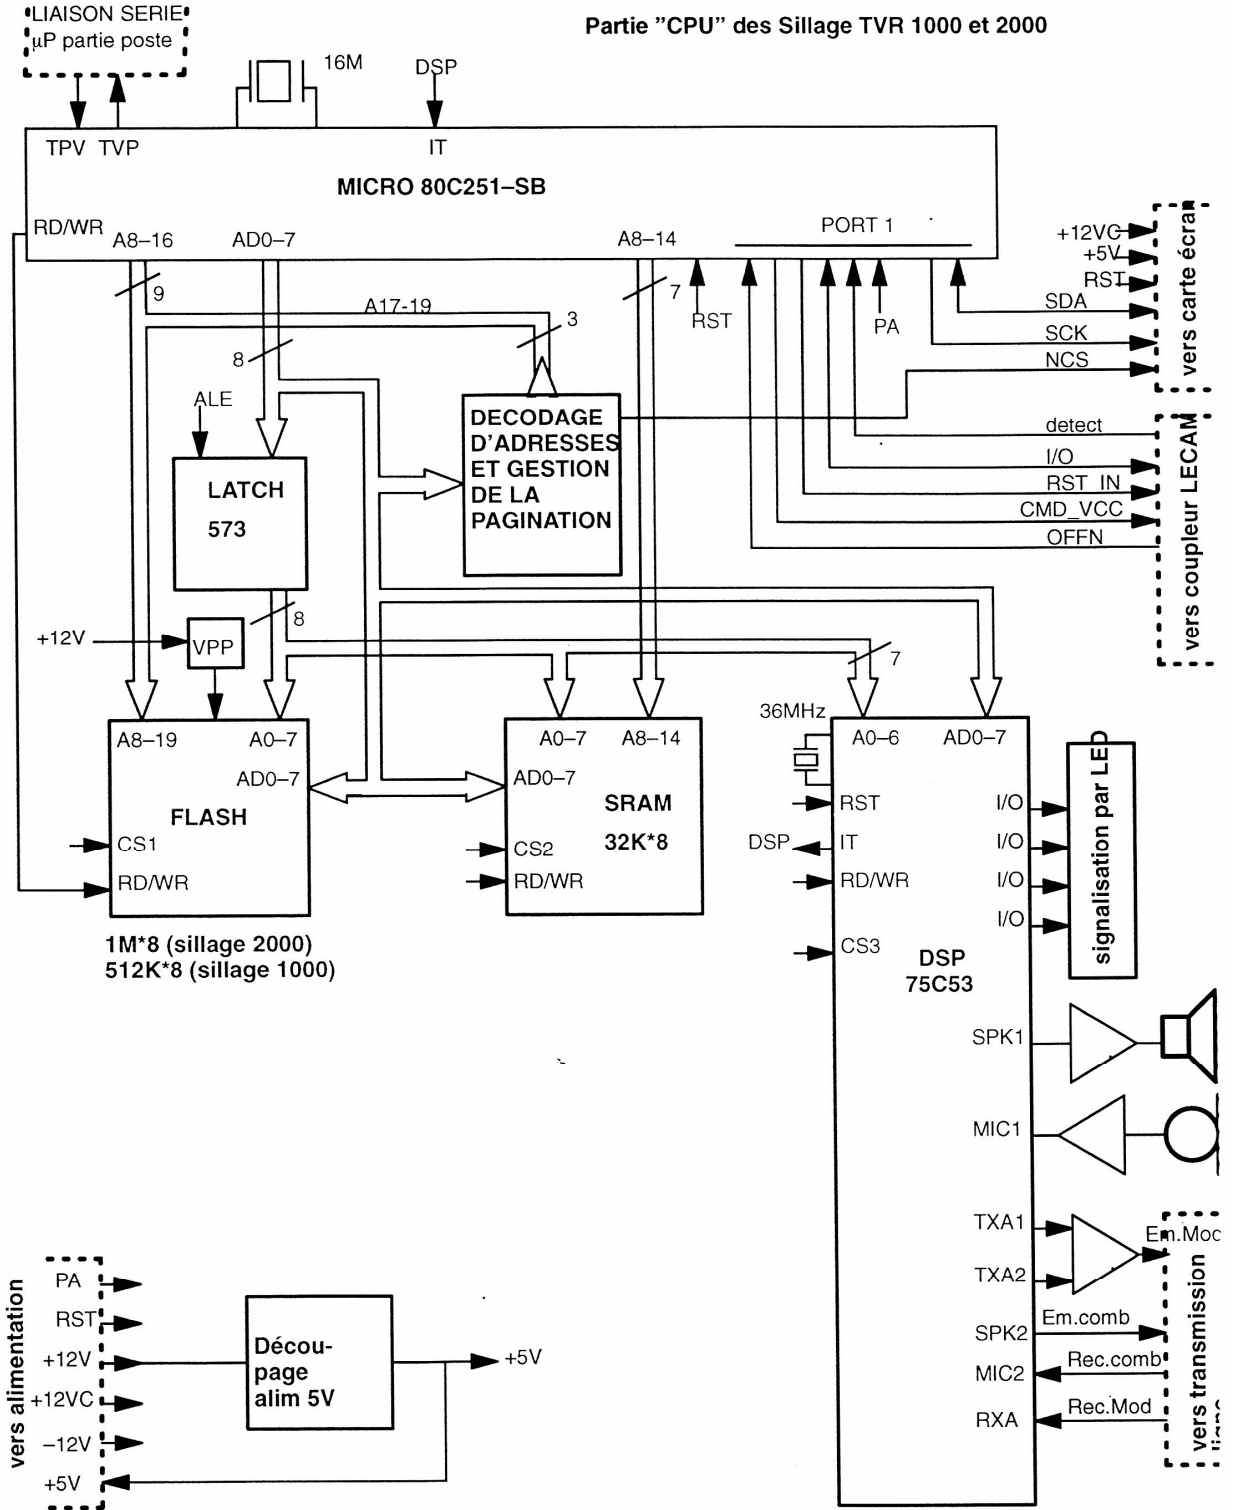 Partie "CPU" des Sillage TVR 1000 et 2000
LIAISON SERIE
µP partie poste
16M
DSP
TPV TVP
IT
MICRO 80C251–SB
RD/WR
A8–16
AD0–7
A8–14
PORT 1
9
A17-19
3
7
RST
PA
8
ALE
+12VC
+5V
RST
SDA
SCK
NCS
vers carte écran
detect
I/O
RST_IN
CMD_VCC
OFFN
vers coupleur LECAM
DECODAGE
D'ADRESSES
ET GESTION
DE LA
PAGINATION
LATCH
573
8
+12V
VPP
7
A8–19
A0–7
AD0–7
FLASH
CS1
RD/WR
1M*8 (sillage 2000)
512K*8 (sillage 1000)
A0–7
A8–14
AD0–7
SRAM
32K*8
CS2
RD/WR
36MHz
A0–6
AD0–7
RST
DSP
IT
RD/WR
CS3
I/O
I/O
I/O
I/O
signalisation par LED
DSP
75C53
SPK1
MIC1
TXA1
TXA2
Em.Mod
SPK2
Em.comb
MIC2
Rec.comb
RXA
Rec.Mod
vers transmission
vers alimentation
PA
RST
+12V
+12VC
–12V
+5V
Décou-
page
alim 5V
+5V